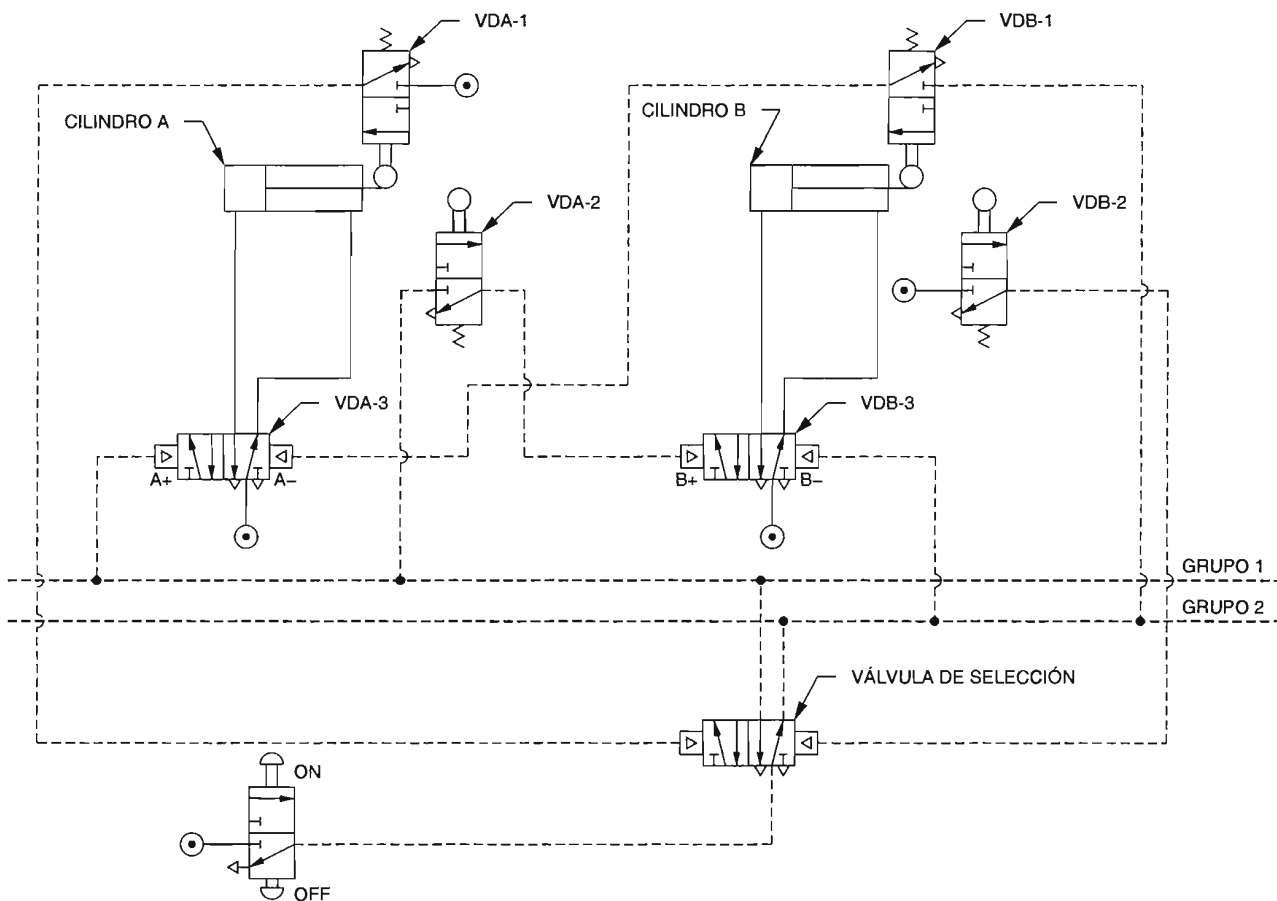 VDA-1
VDB-1
CILINDRO A
CILINDRO B
VDA-2
VDB-2
VDA-3
VDB-3
A+
A−
B+
B−
GRUPO 1
GRUPO 2
VÁLVULA DE SELECCIÓN
ON
OFF